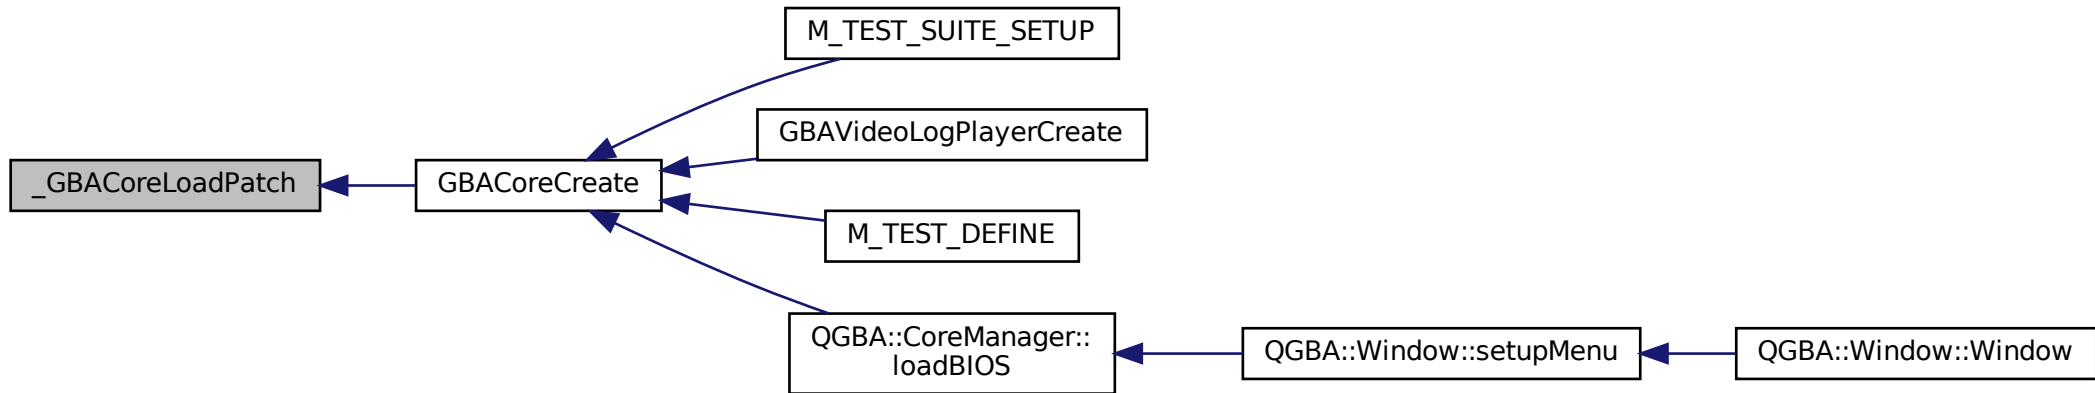 M_TEST_SUITE_SETUP
GBAVideoLogPlayerCreate
_GBACoreLoadPatch
GBACoreCreate
M_TEST_DEFINE
QGBA::CoreManager::
loadBIOS
QGBA::Window::setupMenu
QGBA::Window::Window